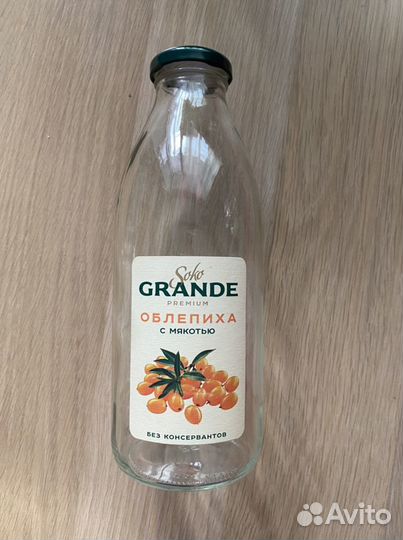 Soko
GRANDE
PREMIUM
ОБЛЕПИХА
С МЯКОТЬЮ
БЕЗ КОНСЕРВАНТОВ
Avito